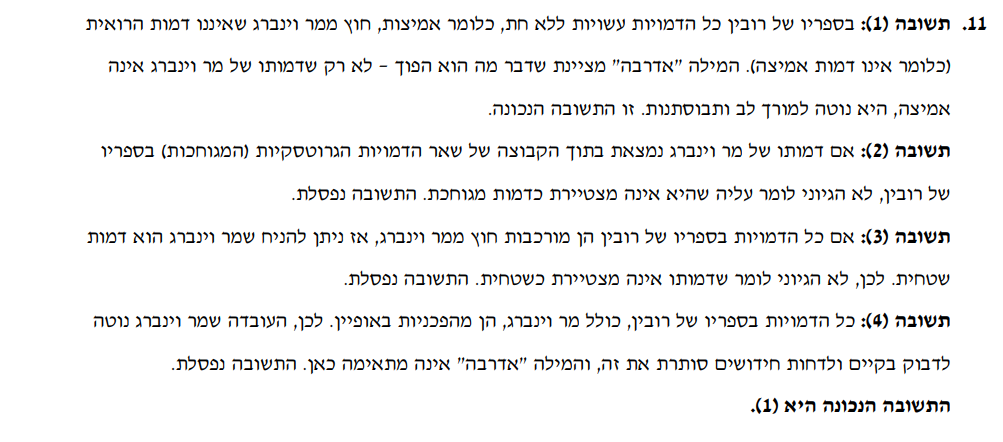 11. תשובה (1): בספריו של רובין כל הדמויות עשויות ללא חת, כלומר אמיצות, חוץ ממר וינברג שאיננו דמות הרואית
(כלומר אינו דמות אמיצה). המילה "אדרבה" מציינת שדבר מה הוא הפוך – לא רק שדמותו של מר וינברג אינה
אמיצה, היא נוטה למורך לב ותבוסתנות. זו התשובה הנכונה.
תשובה (2): אם דמותו של מר וינברג נמצאת בתוך הקבוצה של שאר הדמויות הגרוטסקיות (המגוחכות) בספריו
של רובין, לא הגיוני לומר עליה שהיא אינה מצטיירת כדמות מגוחכת. התשובה נפסלת.
תשובה (3): אם כל הדמויות בספריו של רובין הן מורכבות חוץ ממר וינברג, אז ניתן להניח שמר וינברג הוא דמות
שטחית. לכן, לא הגיוני לומר שדמותו אינה מצטיירת כשטחית. התשובה נפסלת.
תשובה (4): כל הדמויות בספריו של רובין, כולל מר וינברג, הן מהפכניות באופיין. לכן, העובדה שמר וינברג נוטה
לדבוק בקיים ולדחות חידושים סותרת את זה, והמילה "אדרבה" אינה מתאימה כאן. התשובה נפסלת.
התשובה הנכונה היא (1).